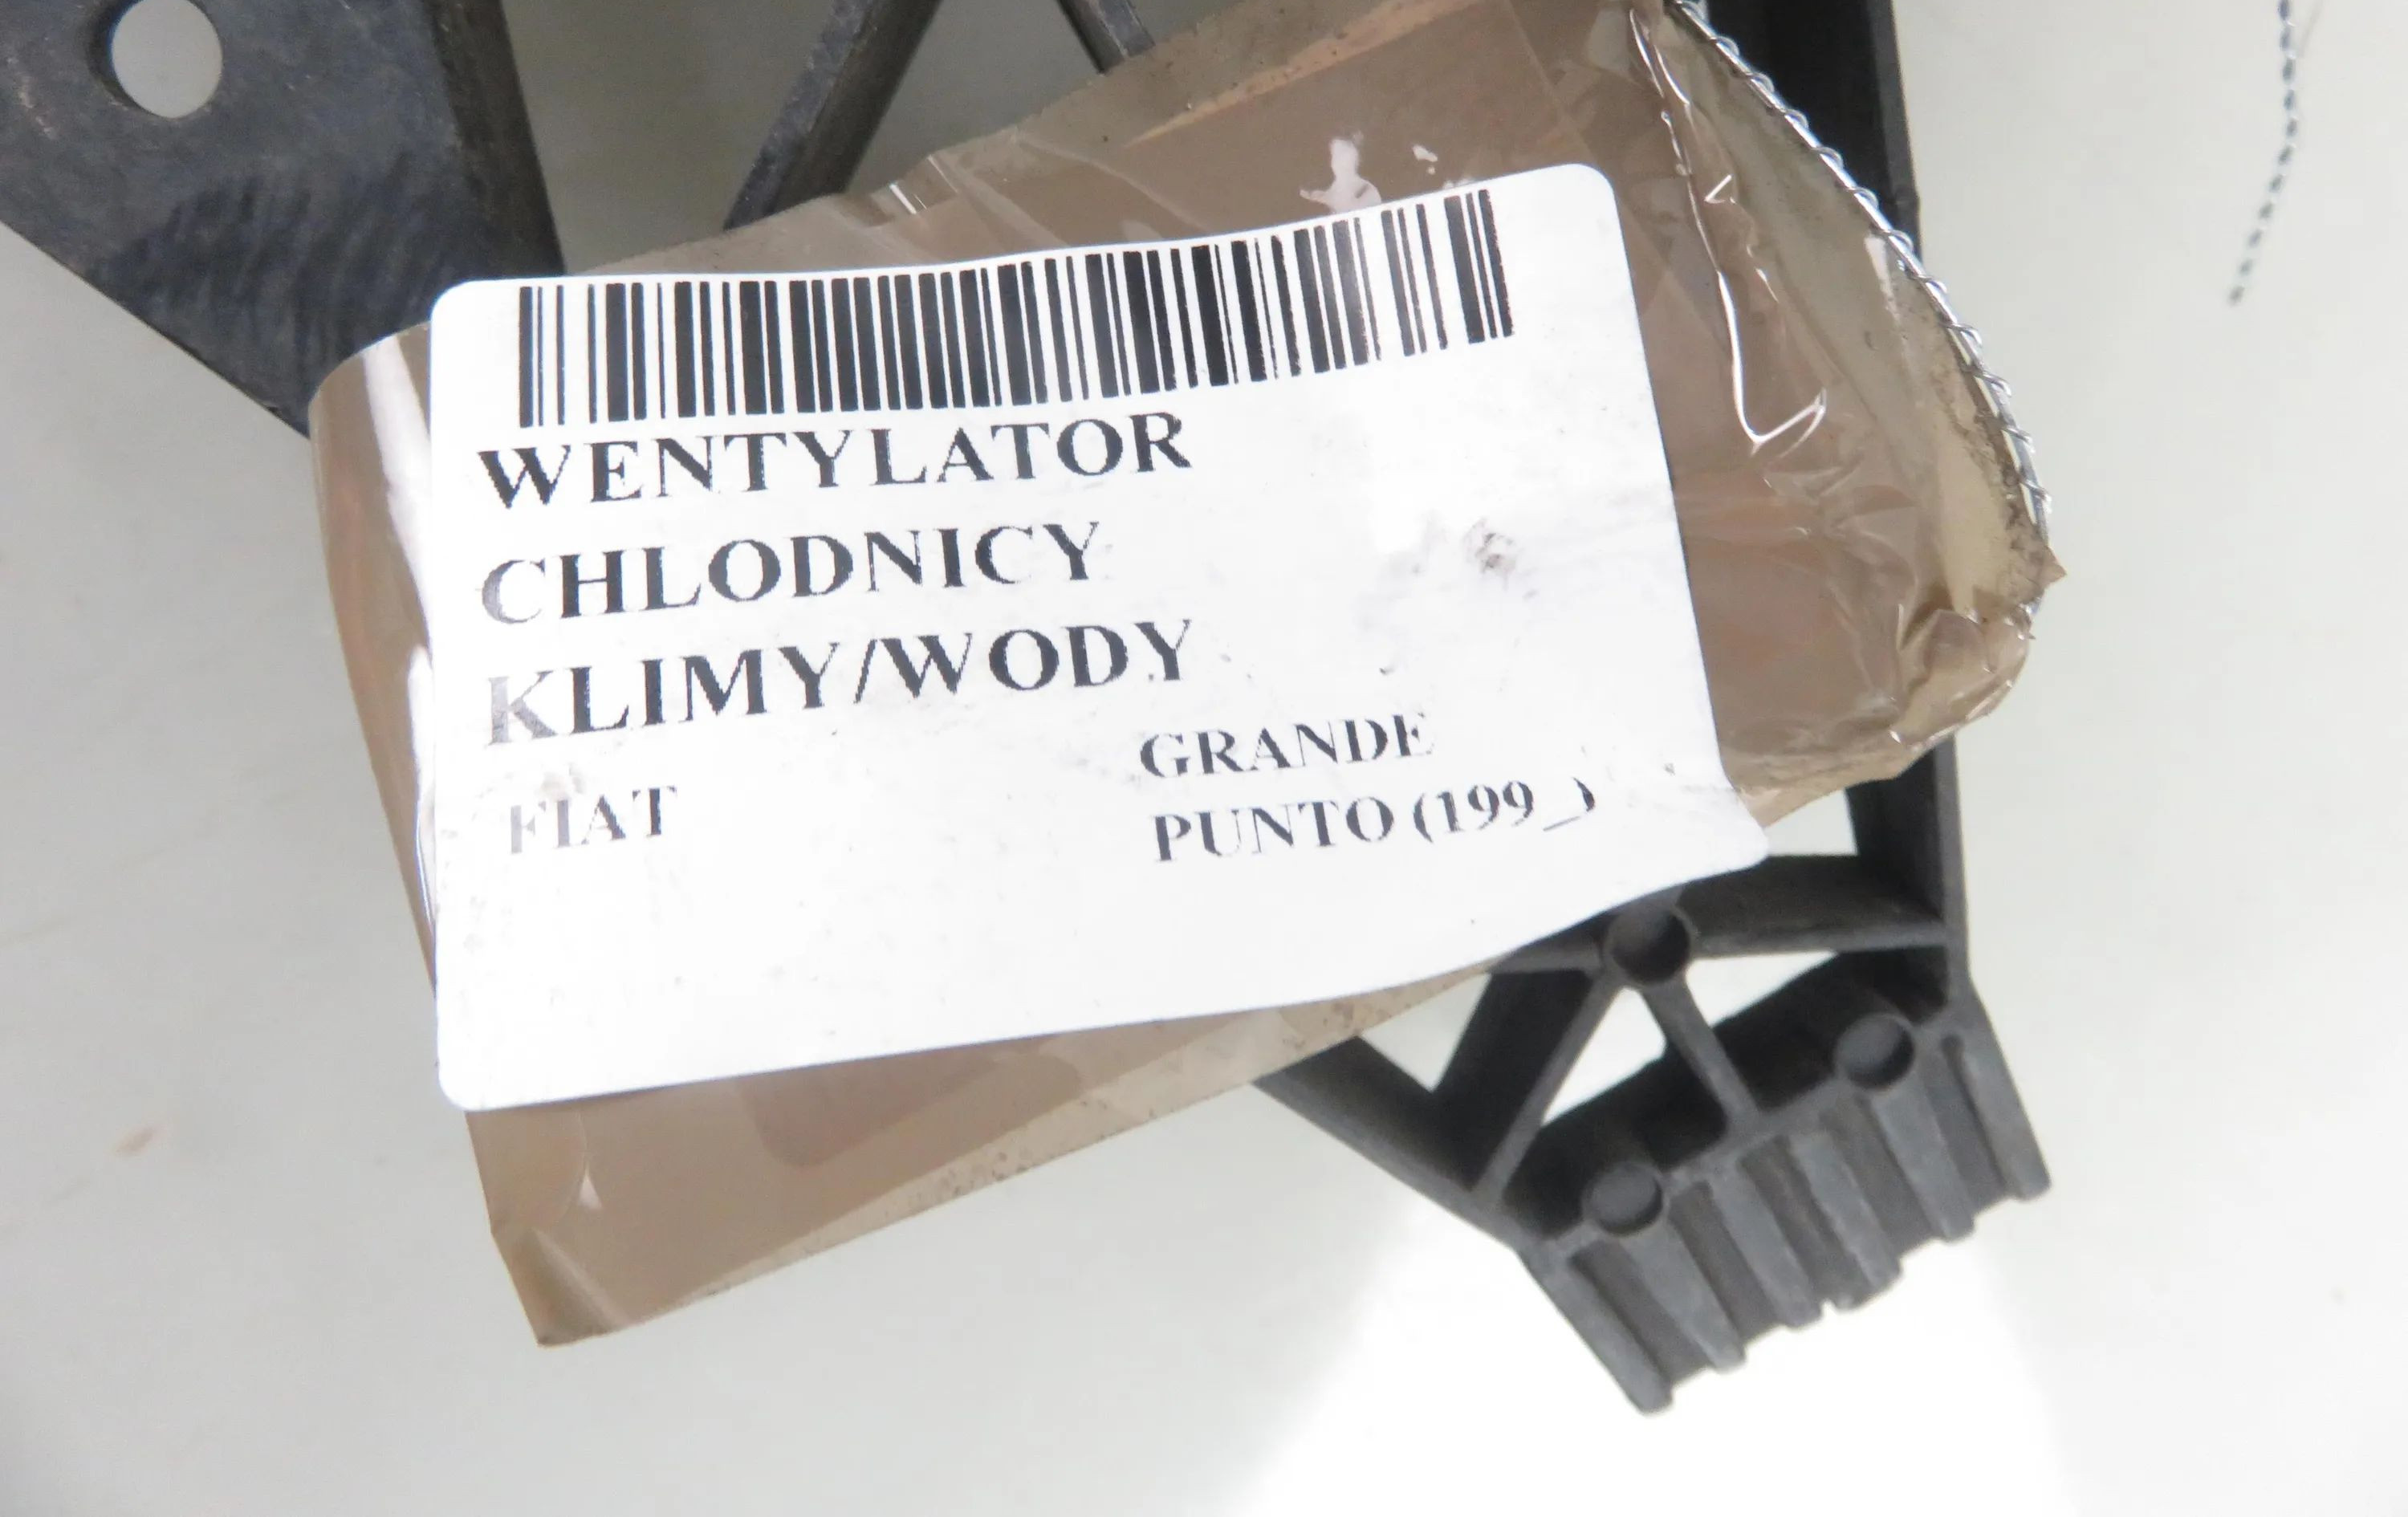 WENTYLATOR
CHLODNICY
KLIMY/WODY
FIAT GRANDE
PUNTO (199_)